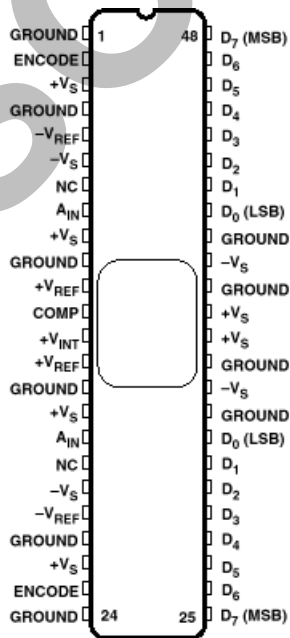 GROUND 1 48 D7 (MSB)
ENCODE D6
+VS D5
GROUND D4
−VREF D3
−VS D2
NC D1
AIN D0 (LSB)
+VS GROUND
GROUND −VS
+VREF GROUND
COMP +VS
+VINT +VS
+VREF GROUND
GROUND −VS
+VS GROUND
AIN D0 (LSB)
NC D1
−VS D2
−VREF D3
GROUND D4
+VS D5
ENCODE D6
GROUND 24 25 D7 (MSB)